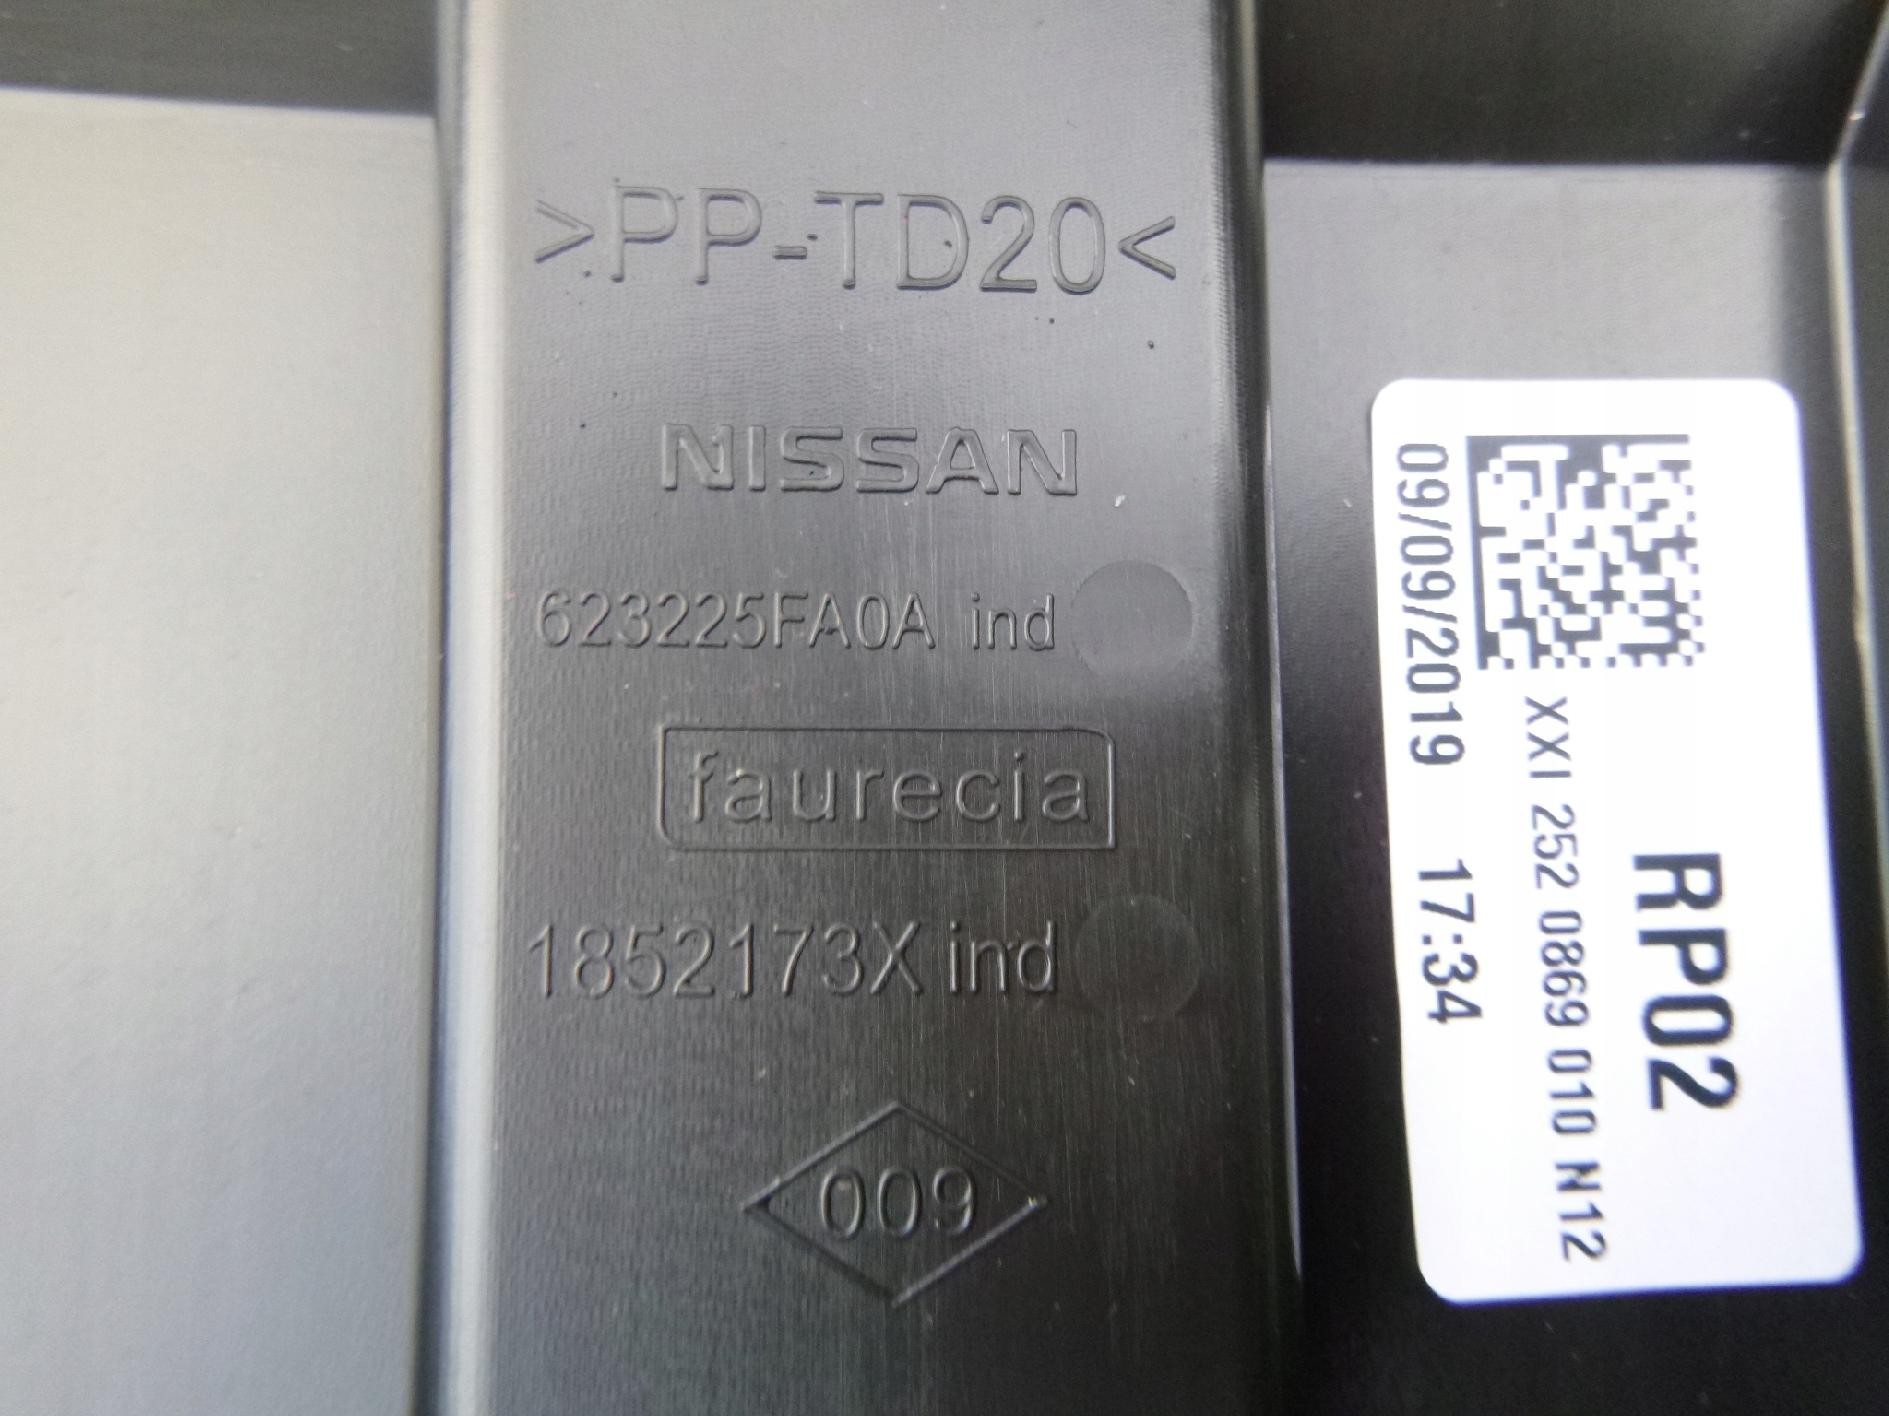 >PP-TD20<
NISSAN
623225FA0A ind
faurecia
1852173X ind
009
RP02
XXI 252 0869 010 N12
09/09/2019 17:34